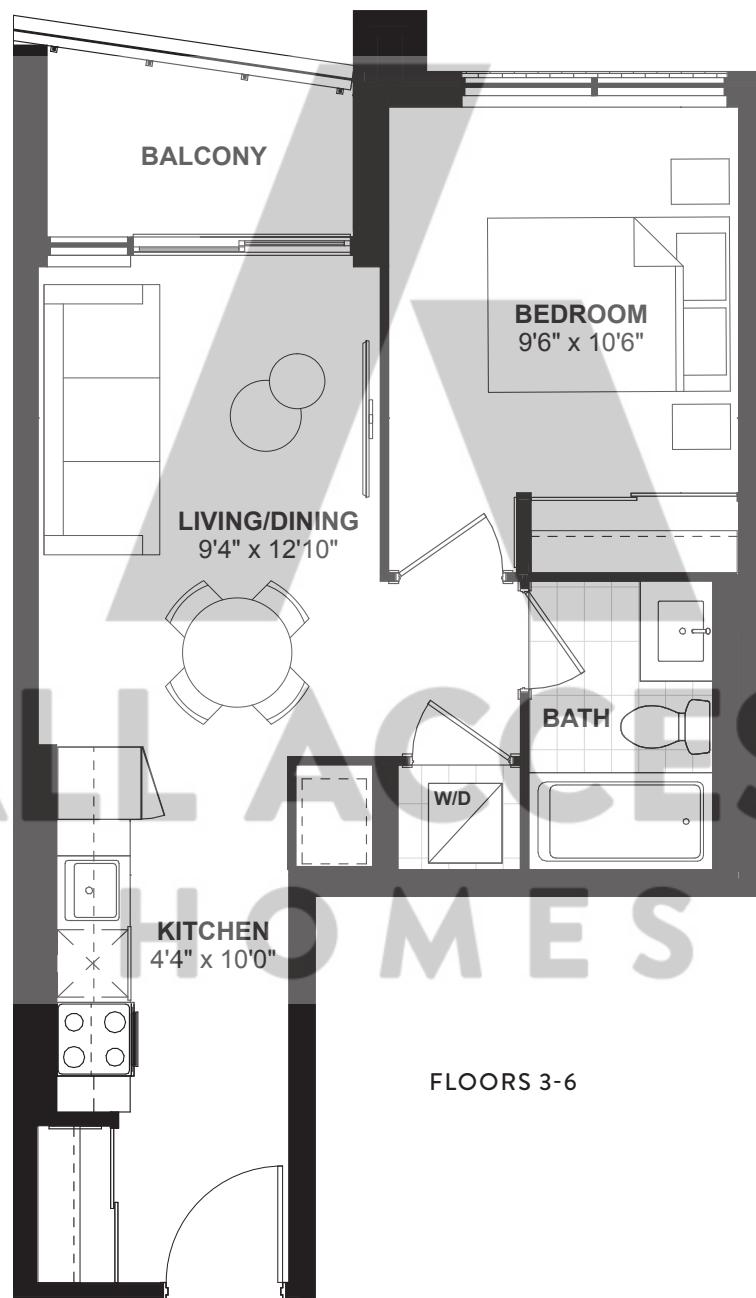 BALCONY
BEDROOM
9'6" x 10'6"
LIVING/DINING
9'4" x 12'10"
BATH
W/D
ALL ACCESS
HOMES
KITCHEN
4'4" x 10'0"
FLOORS 3-6